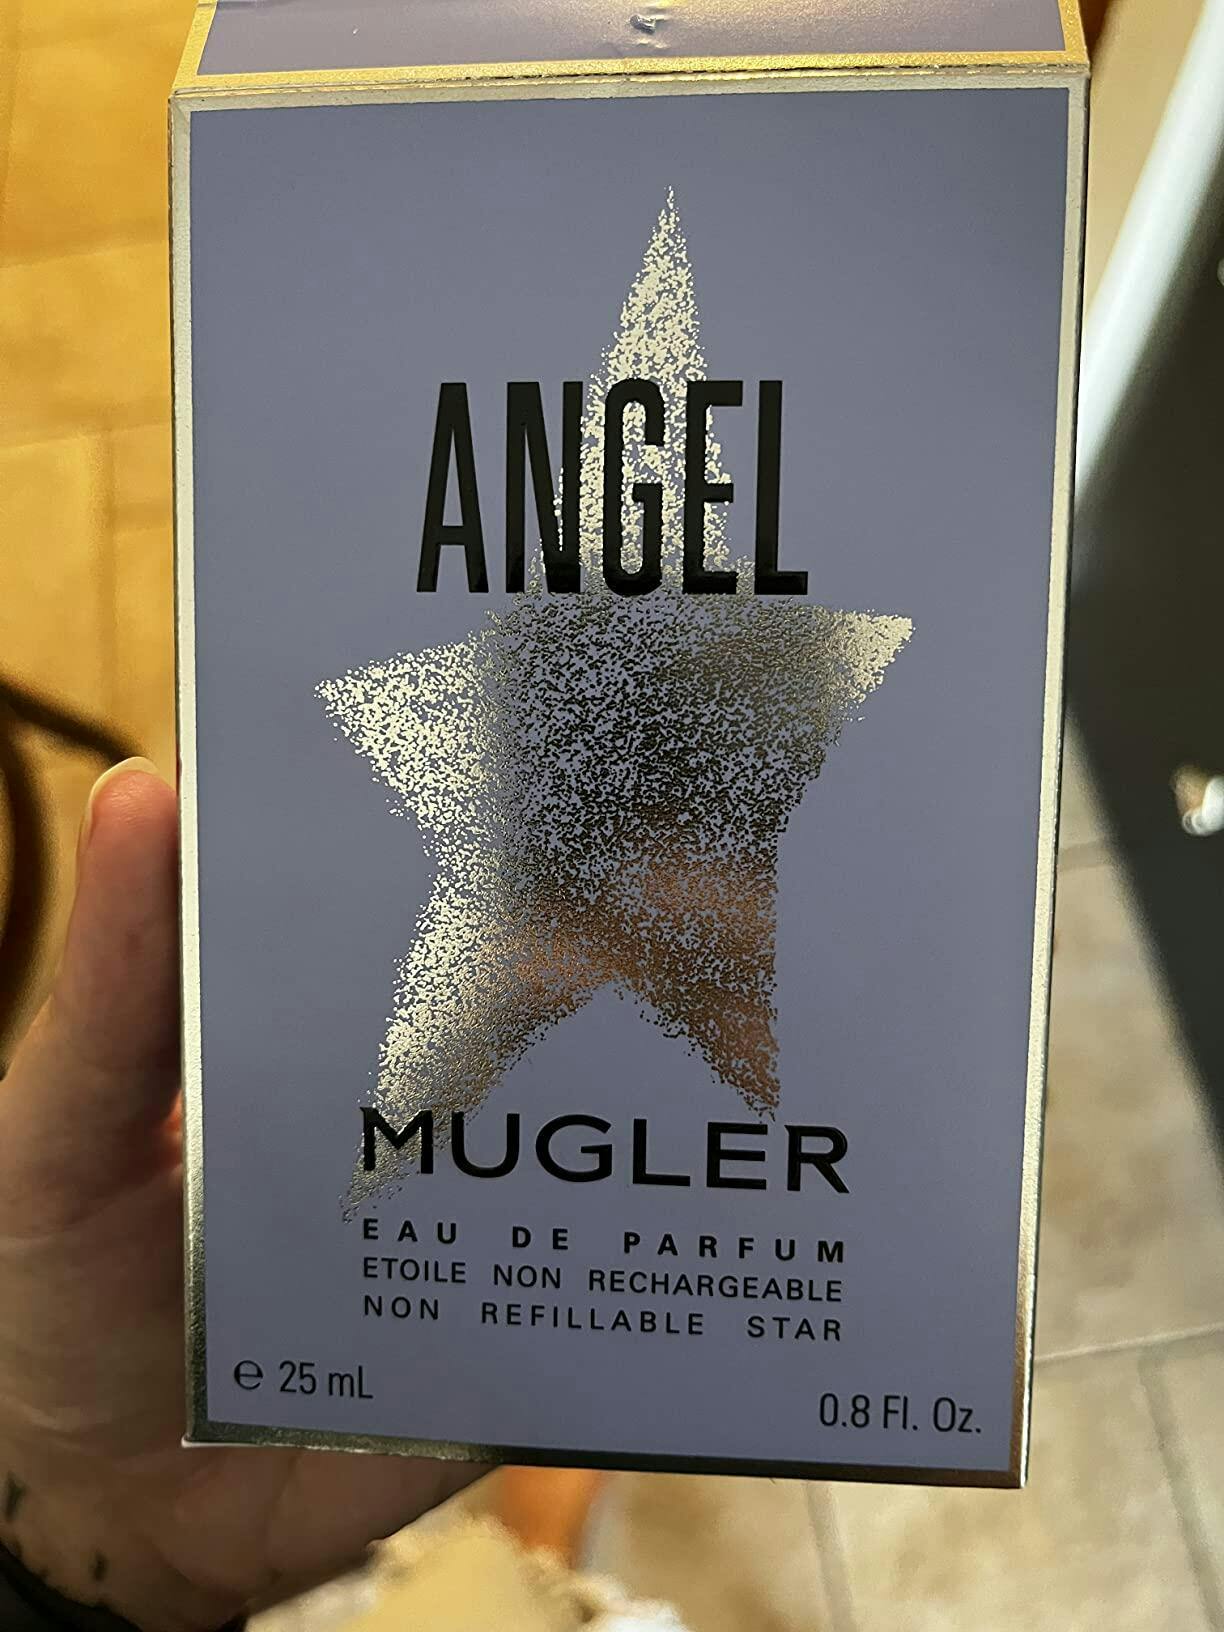 ANGEL
MUGLER
EAU DE PARFUM
ETOILE NON RECHARGEABLE
NON REFILLABLE STAR
℮ 25 mL
0.8 Fl. Oz.